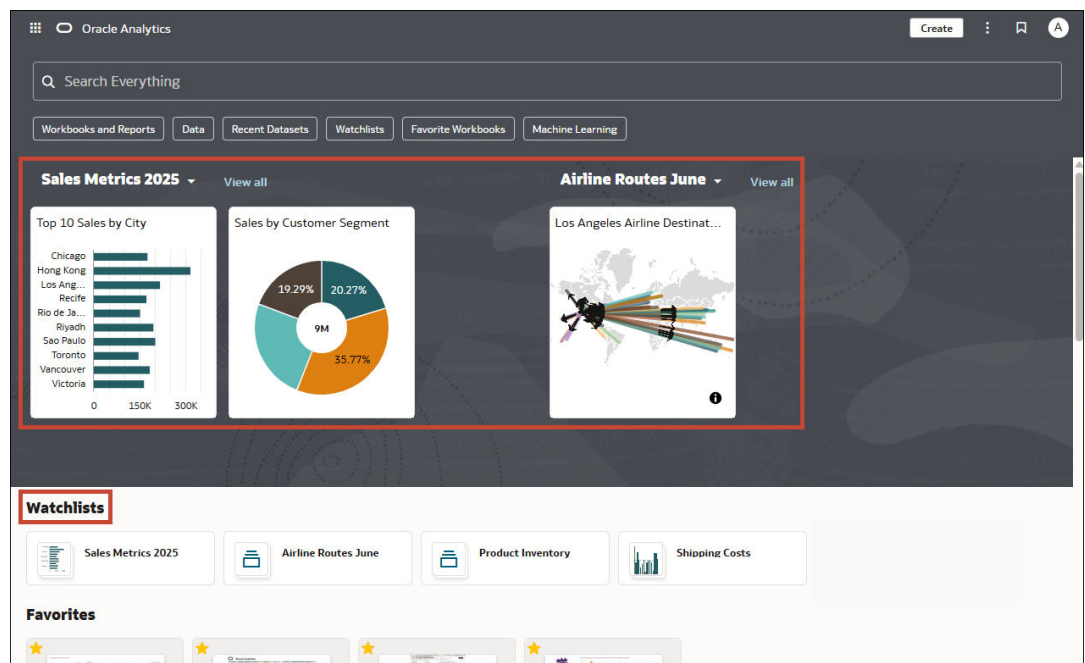 Oracle Analytics
Create
A
Search Everything
Workbooks and Reports
Data
Recent Datasets
Watchlists
Favorite Workbooks
Machine Learning
Sales Metrics 2025
View all
Airline Routes June
View all
Top 10 Sales by City
Chicago
Hong Kong
Los Ang...
Recife
Rio de Ja...
Riyadh
Sao Paulo
Toronto
Vancouver
Victoria
0 150K 300K
Sales by Customer Segment
19.29% 20.27%
9M
35.77%
Los Angeles Airline Destinat...
Watchlists
Sales Metrics 2025
Airline Routes June
Product Inventory
Shipping Costs
Favorites